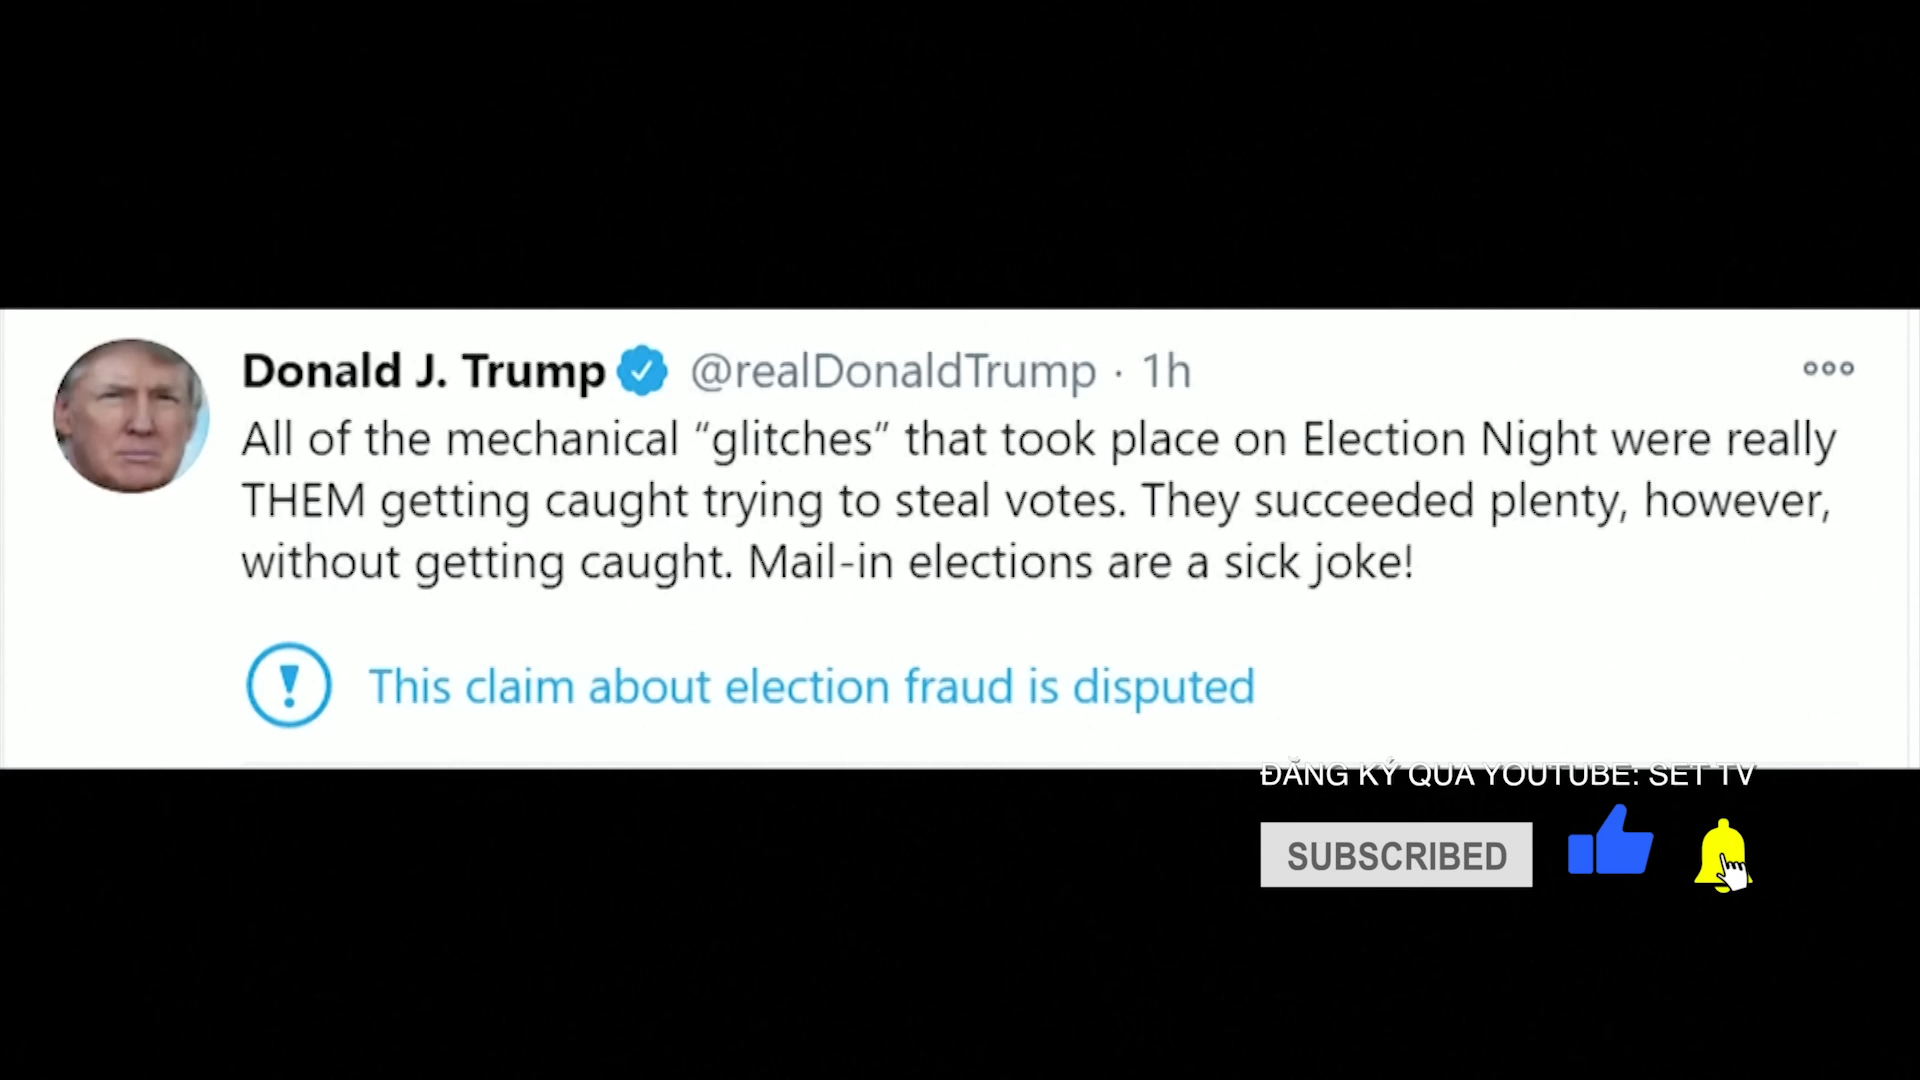 Donald J. Trump @realDonaldTrump · 1h
All of the mechanical “glitches” that took place on Election Night were really
THEM getting caught trying to steal votes. They succeeded plenty, however,
without getting caught. Mail-in elections are a sick joke!
This claim about election fraud is disputed
ĐĂNG KÝ QUA YOUTUBE: SET TV
SUBSCRIBED